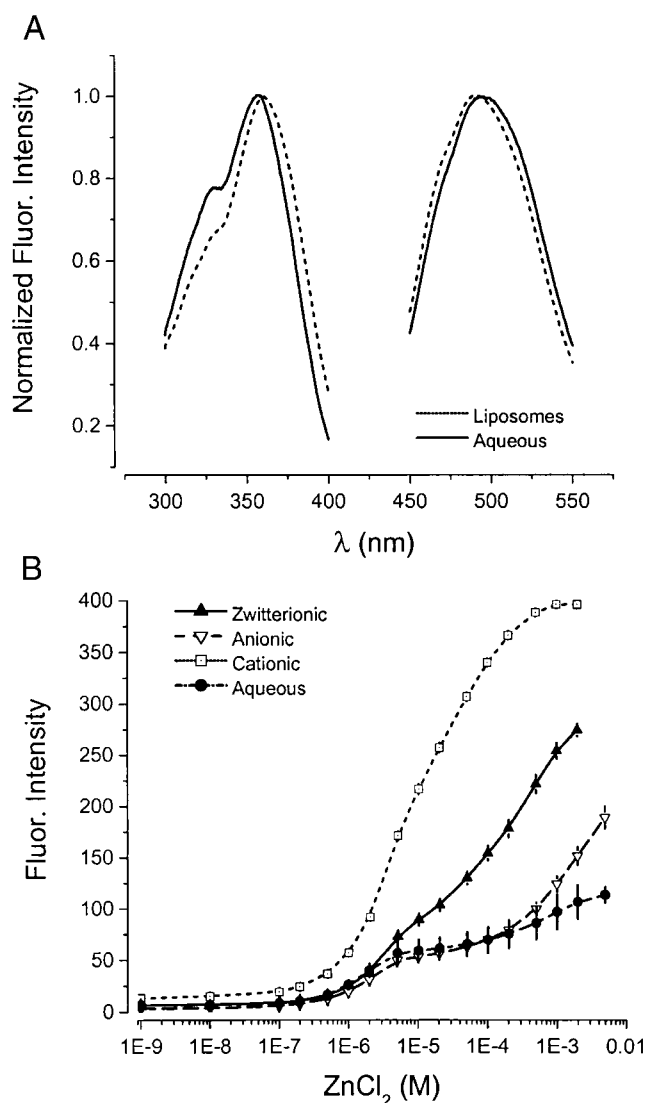 A
Normalized Fluor. Intensity
1.0
0.8
0.6
0.4
0.2
Liposomes
Aqueous
300 350 400 450 500 550
λ (nm)
B
Fluor. Intensity
400
350
300
250
200
150
100
50
0
Zwitterionic
Anionic
Cationic
Aqueous
1E-9 1E-8 1E-7 1E-6 1E-5 1E-4 1E-3 0.01
ZnCl₂ (M)